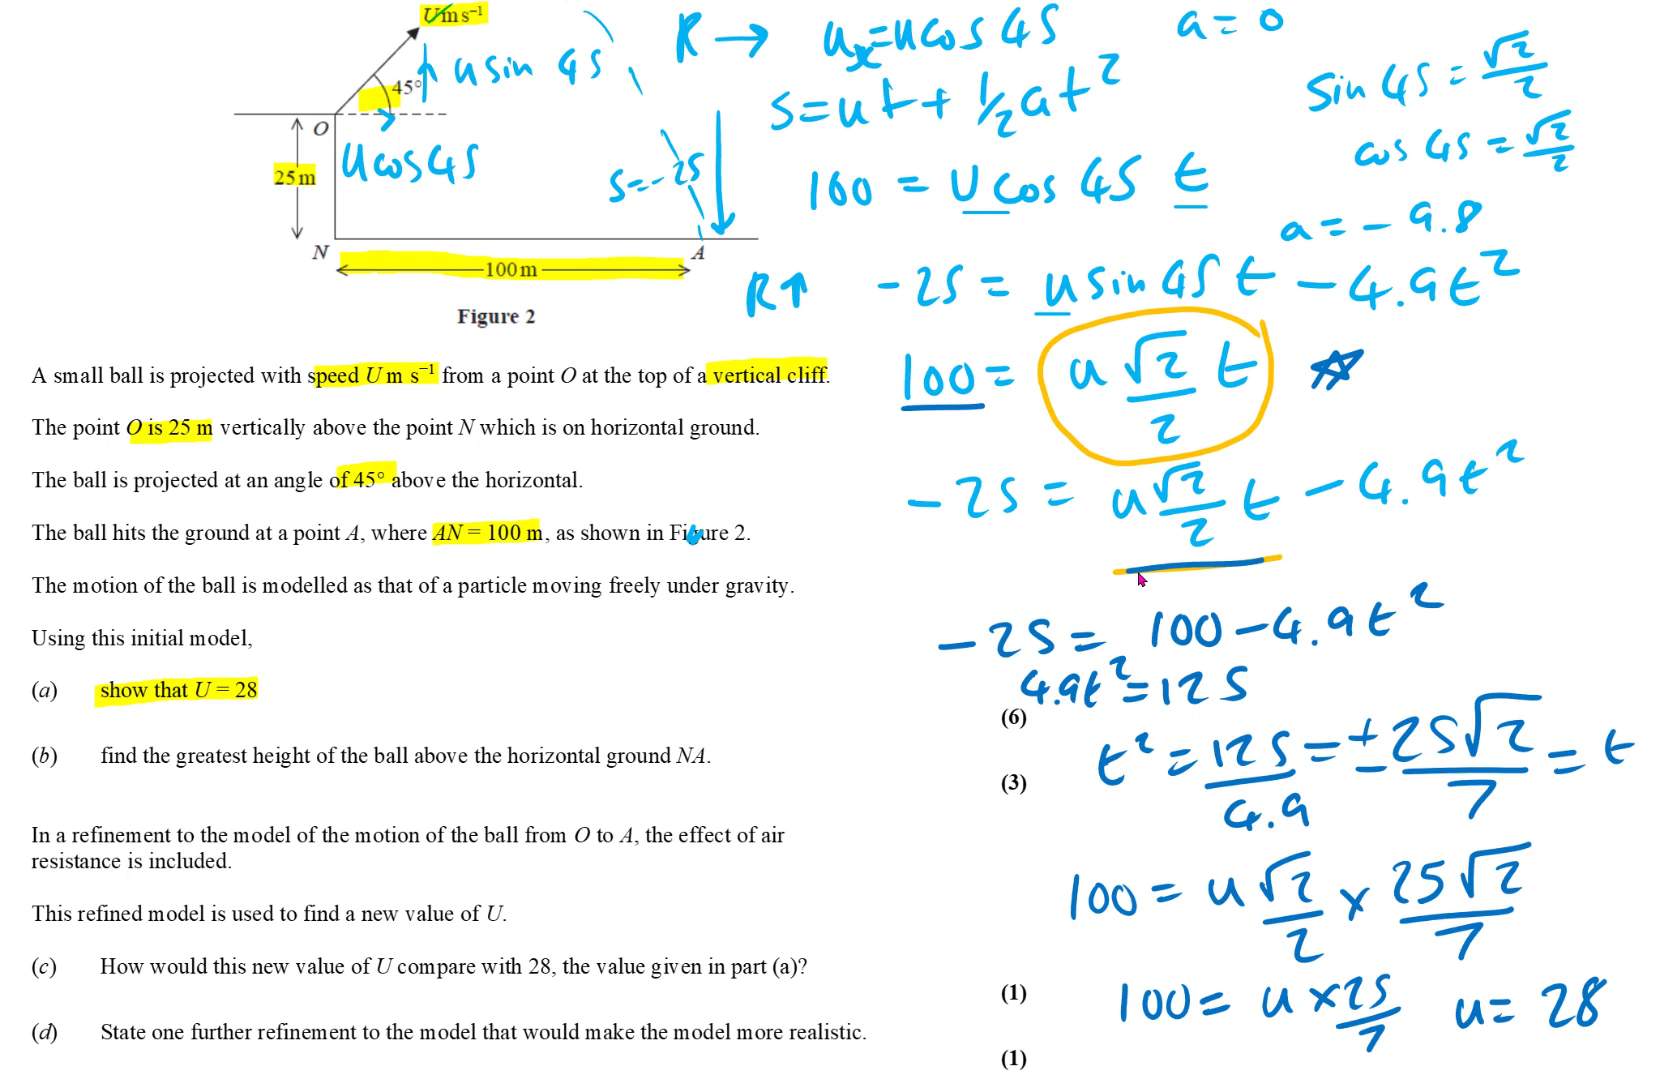 U m s⁻¹
45°
u sin 45
O
u cos 45
25 m
s = -25
N
A
100 m
Figure 2
R → uₓ = u cos 45 a = 0
s = ut + ½at²
sin 45 = √2/2
cos 45 = √2/2
100 = U cos 45 t
a = - 9.8
R↑ -25 = u sin 45 t - 4.9t²
100 = u √2/2 t
-25 = u √2/2 t - 4.9t²
-25 = 100 - 4.9t²
4.9t² = 125
t² = 125/4.9 = ± 25√2/7 = t
100 = u √2/2 × 25√2/7
100 = u × 25/7 u = 28
A small ball is projected with speed U m s⁻¹ from a point O at the top of a vertical cliff.
The point O is 25 m vertically above the point N which is on horizontal ground.
The ball is projected at an angle of 45° above the horizontal.
The ball hits the ground at a point A, where AN = 100 m, as shown in Figure 2.
The motion of the ball is modelled as that of a particle moving freely under gravity.
Using this initial model,
(a) show that U = 28
(6)
(b) find the greatest height of the ball above the horizontal ground NA.
(3)
In a refinement to the model of the motion of the ball from O to A, the effect of air
resistance is included.
This refined model is used to find a new value of U.
(c) How would this new value of U compare with 28, the value given in part (a)?
(1)
(d) State one further refinement to the model that would make the model more realistic.
(1)